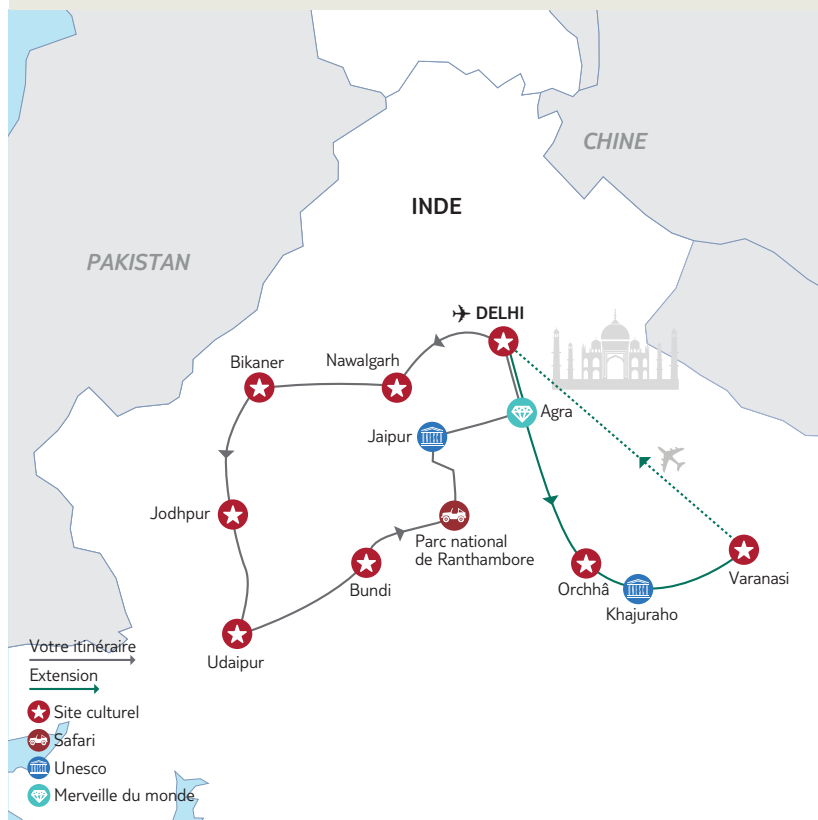 CHINE
INDE
PAKISTAN
DELHI
Bikaner
Nawalgarh
Agra
Jaipur
Jodhpur
Parc national
de Ranthambore
Bundi
Orchhâ
Varanasi
Khajuraho
Udaipur
Votre itinéraire
Extension
Site culturel
Safari
Unesco
Merveille du monde